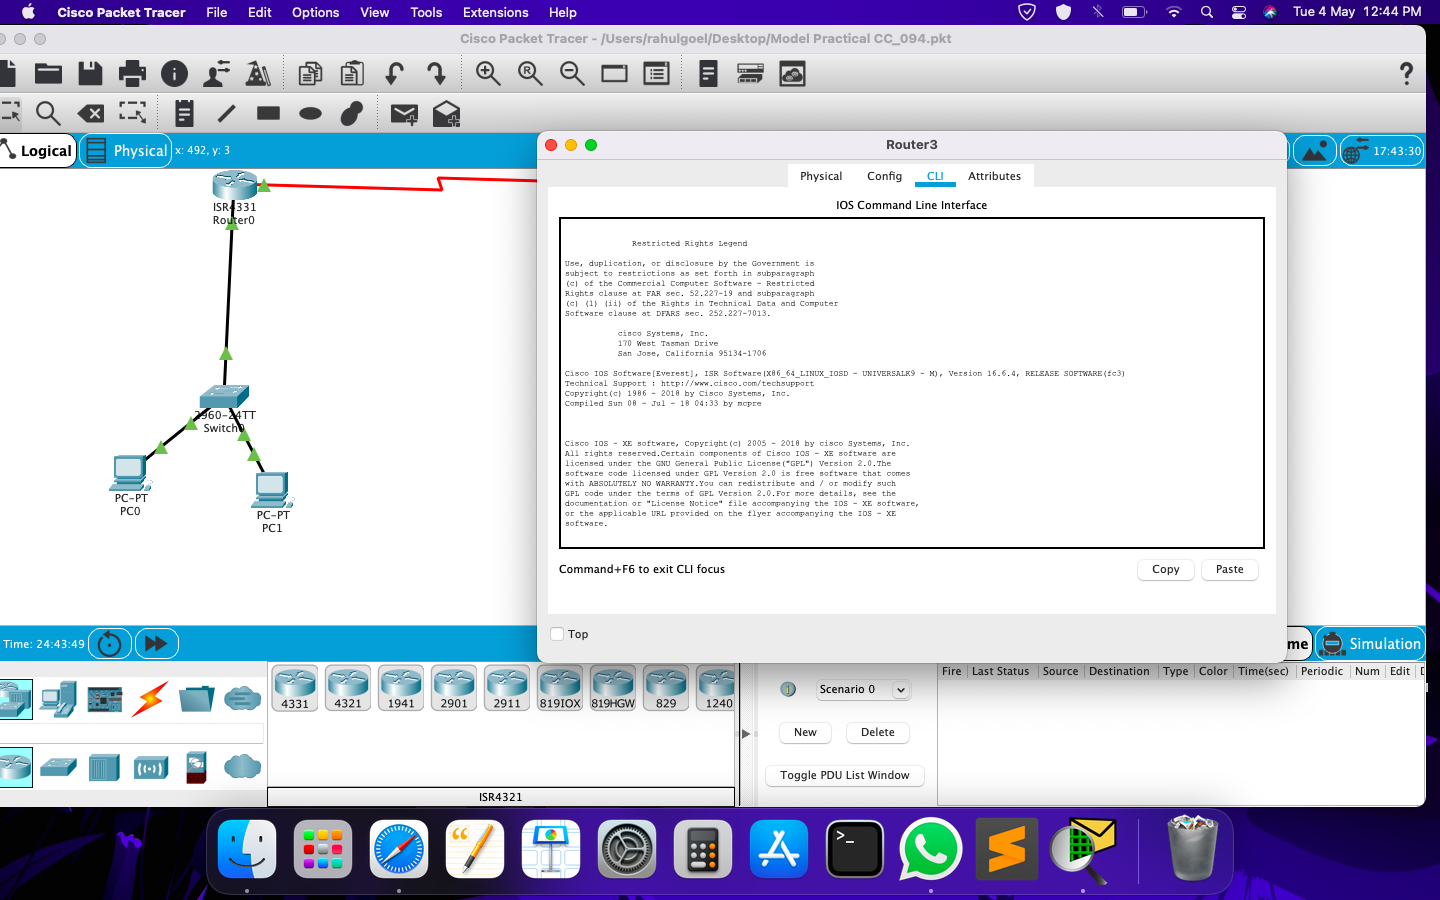 Cisco Packet Tracer File Edit Options View Tools Extensions Help Tue 4 May 12:44 PM
Cisco Packet Tracer - /Users/rahulgoel/Desktop/Model Practical CC_094.pkt
R
?
Logical Physical x: 492, y: 3 17:43:30
Router3
Physical Config CLI Attributes
IOS Command Line Interface
Restricted Rights Legend
Use, duplication, or disclosure by the Government is
subject to restrictions as set forth in subparagraph
(c) of the Commercial Computer Software - Restricted
Rights clause at FAR sec. 52.227-19 and subparagraph
(c) (1) (ii) of the Rights in Technical Data and Computer
Software clause at DFARS sec. 252.227-7013.
cisco Systems, Inc.
170 West Tasman Drive
San Jose, California 95134-1706
Cisco IOS Software[Everest], ISR Software(X86_64_LINUX_IOSD - UNIVERSALK9 - M), Version 16.6.4, RELEASE SOFTWARE(fc3)
Technical Support : http://www.cisco.com/techsupport
Copyright(c) 1986 - 2018 by Cisco Systems, Inc.
Compiled Sun 08 - Jul - 18 04:33 by mcpre
Cisco IOS - XE software, Copyright(c) 2005 - 2018 by cisco Systems, Inc.
All rights reserved.Certain components of Cisco IOS - XE software are
licensed under the GNU General Public License("GPL") Version 2.0.The
software code licensed under GPL Version 2.0 is free software that comes
with ABSOLUTELY NO WARRANTY.You can redistribute and / or modify such
GPL code under the terms of GPL Version 2.0.For more details, see the
documentation or "License Notice" file accompanying the IOS - XE software,
or the applicable URL provided on the flyer accompanying the IOS - XE
software.
Command+F6 to exit CLI focus Copy Paste
Top
ISR4331
Router0
2960-24TT
Switch0
PC-PT
PC0
PC-PT
PC1
Time: 24:43:49 me Simulation
4331 4321 1941 2901 2911 819IOX 819HGW 829 1240
ISR4321
Scenario 0
New Delete
Toggle PDU List Window
Fire Last Status Source Destination Type Color Time(sec) Periodic Num Edit D
>_